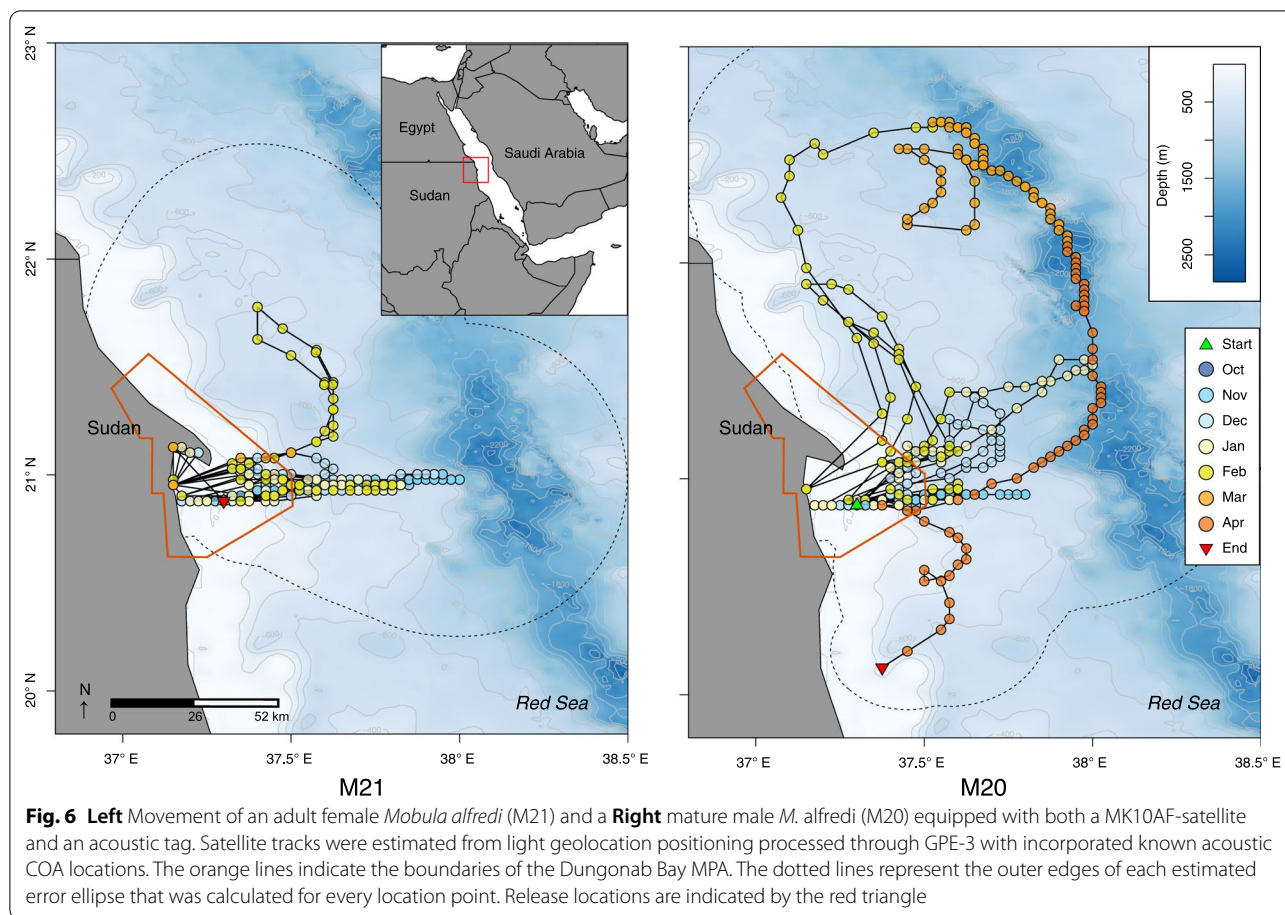 23° N
22° N
21° N
20° N
Egypt
Saudi Arabia
Sudan
Sudan
N
0 26 52 km
Red Sea
37° E 37.5° E 38° E 38.5° E
M21
Sudan
Red Sea
37° E 37.5° E 38° E 38.5° E
M20
Depth (m)
500
1500
2500
Start
Oct
Nov
Dec
Jan
Feb
Mar
Apr
End
Fig. 6 Left Movement of an adult female Mobula alfredi (M21) and a Right mature male M. alfredi (M20) equipped with both a MK10AF-satellite
and an acoustic tag. Satellite tracks were estimated from light geolocation positioning processed through GPE-3 with incorporated known acoustic
COA locations. The orange lines indicate the boundaries of the Dungonab Bay MPA. The dotted lines represent the outer edges of each estimated
error ellipse that was calculated for every location point. Release locations are indicated by the red triangle